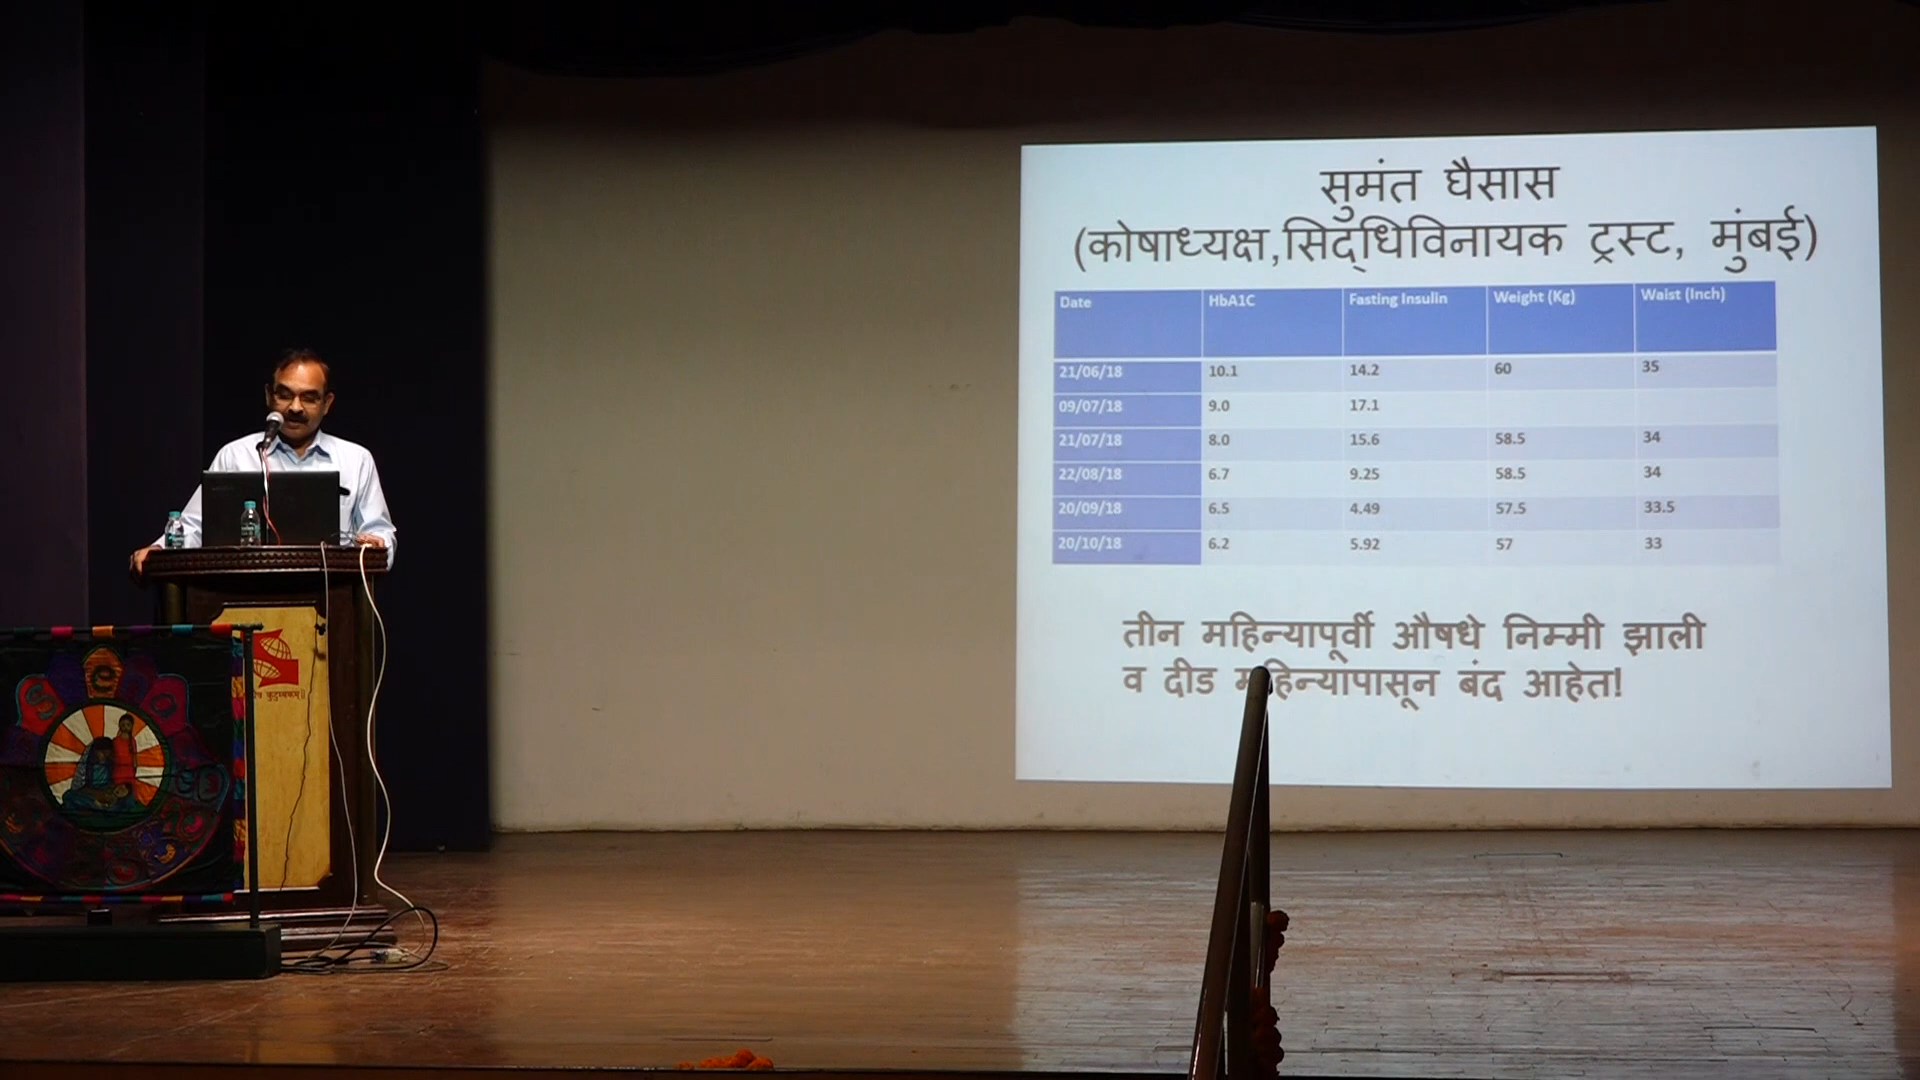 सुमंत घैसास
(कोषाध्यक्ष,सिद्धिविनायक ट्रस्ट, मुंबई)
Date HbA1C Fasting Insulin Weight (Kg) Waist (Inch)
21/06/18 10.1 14.2 60 35
09/07/18 9.0 17.1
21/07/18 8.0 15.6 58.5 34
22/08/18 6.7 9.25 58.5 34
20/09/18 6.5 4.49 57.5 33.5
20/10/18 6.2 5.92 57 33
तीन महिन्यापूर्वी औषधे निम्मी झाली
व दीड महिन्यापासून बंद आहेत!
कुटुम्बकम्॥